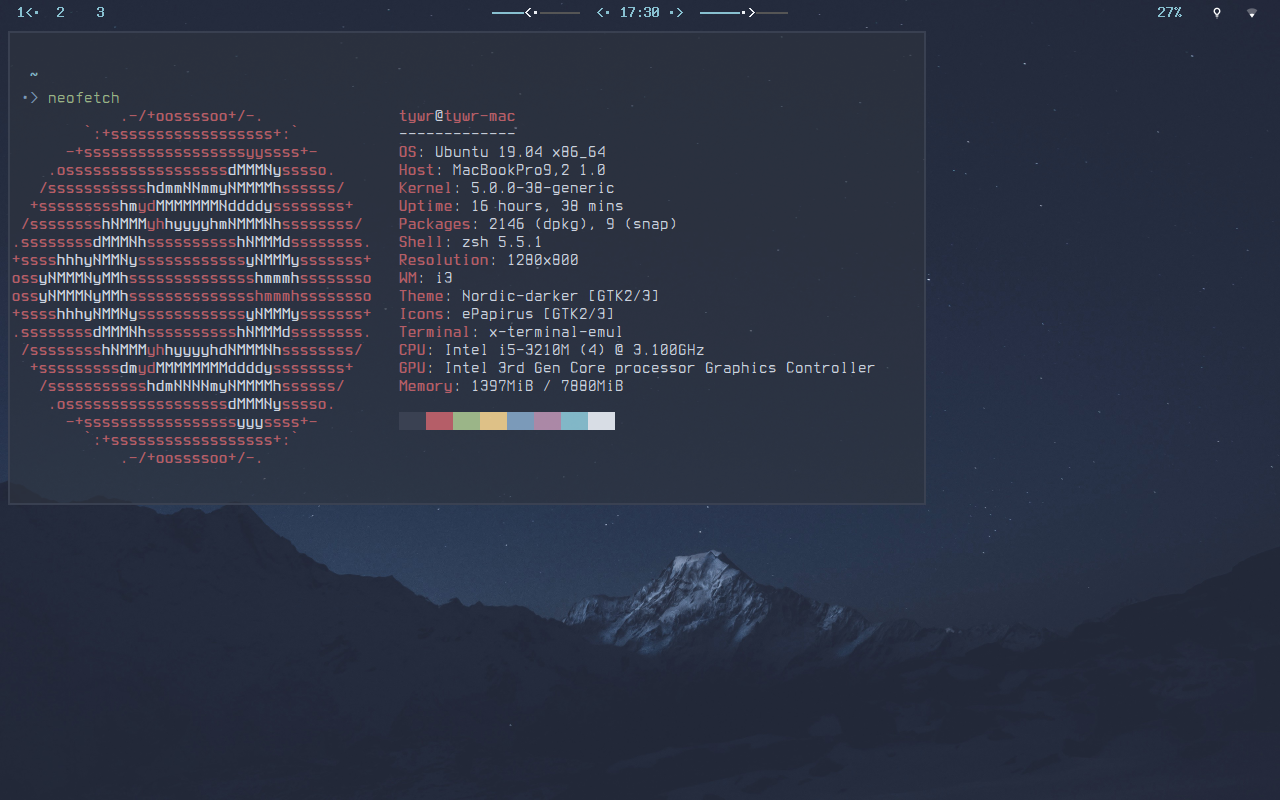 1<· 2 3 <· <· 17:30 ·> ·> 27%
~
·> neofetch
.-/+oossssoo+/-.
`:+ssssssssssssssssss+:`
-+ssssssssssssssssssyyssss+-
.ossssssssssssssssssdMMMNysssso.
/ssssssssssshdmmNNmmyNMMMMhssssss/
+ssssssssshmydMMMMMMMNddddyssssssss+
/sssssssshNMMMyhhyyyyhmNMMMNhssssssss/
.ssssssssdMMMNhsssssssssshNMMMdssssssss.
+sssshhhyNMMNyssssssssssssyNMMMysssssss+
ossyNMMMNyMMhsssssssssssssshmmmhssssssso
ossyNMMMNyMMhsssssssssssssshmmmhssssssso
+sssshhhyNMMNyssssssssssssyNMMMysssssss+
.ssssssssdMMMNhsssssssssshNMMMdssssssss.
/sssssssshNMMMyhhyyyyhdNMMMNhssssssss/
+sssssssssdmydMMMMMMMMddddyssssssss+
/ssssssssssshdmNNNNmyNMMMMhssssss/
.ossssssssssssssssssdMMMNysssso.
-+sssssssssssssssssyyyssss+-
`:+ssssssssssssssssss+:`
.-/+oossssoo+/-.
tywr@tywr-mac
-------------
OS: Ubuntu 19.04 x86_64
Host: MacBookPro9,2 1.0
Kernel: 5.0.0-38-generic
Uptime: 16 hours, 38 mins
Packages: 2146 (dpkg), 9 (snap)
Shell: zsh 5.5.1
Resolution: 1280x800
WM: i3
Theme: Nordic-darker [GTK2/3]
Icons: ePapirus [GTK2/3]
Terminal: x-terminal-emul
CPU: Intel i5-3210M (4) @ 3.100GHz
GPU: Intel 3rd Gen Core processor Graphics Controller
Memory: 1397MiB / 7880MiB